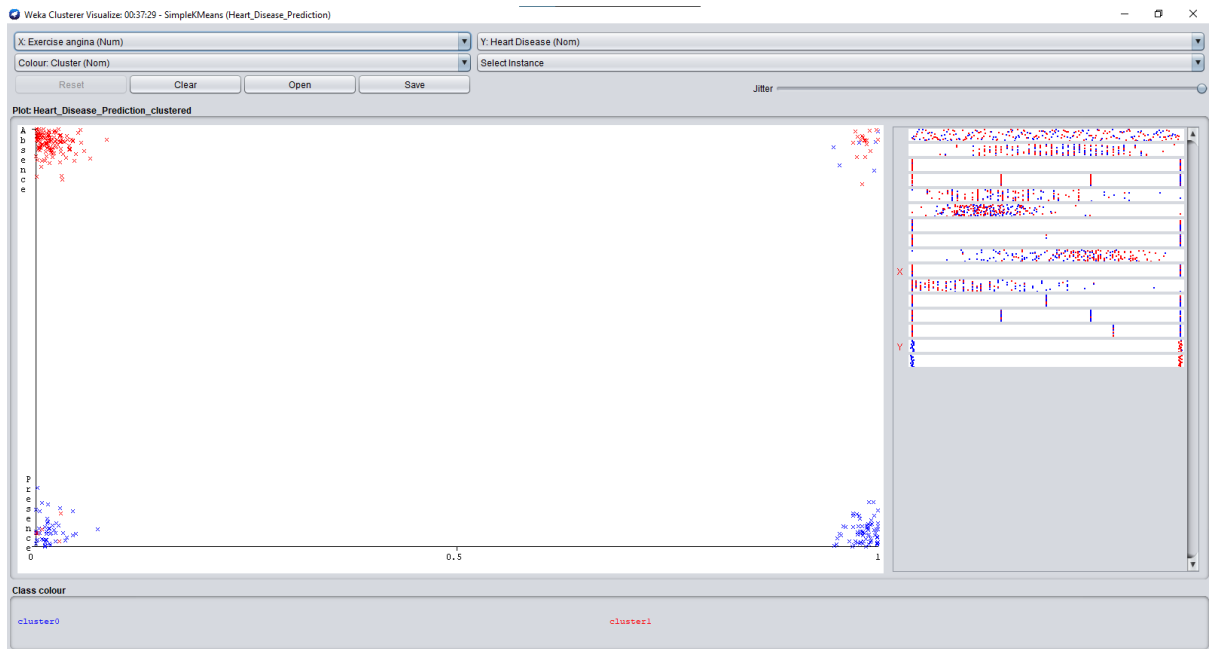 Weka Clusterer Visualize: 00:37:29 - SimpleKMeans (Heart_Disease_Prediction)
X: Exercise angina (Num)
Y: Heart Disease (Nom)
Colour: Cluster (Nom)
Select Instance
Reset
Clear
Open
Save
Jitter
Plot: Heart_Disease_Prediction_clustered
Absence
Presence
0
0.5
1
X
Y
Class colour
cluster0
cluster1